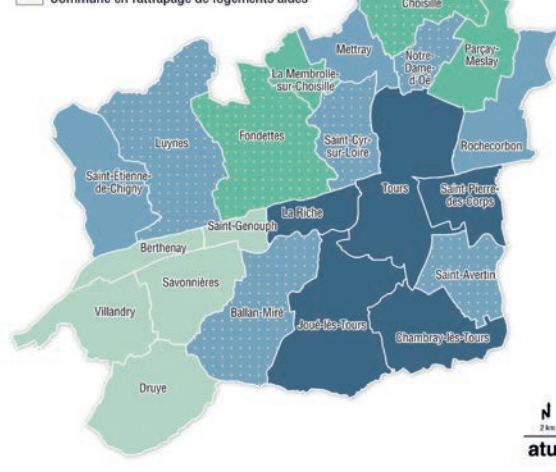 Commune en rattrapage de logements aidés
Choisille
Mettray
Notre-
Dame-
d'Oé
Parçay-
Meslay
La Membrolle-
sur-Choisille
Luynes
Fondettes
Saint-Cyr-
sur-Loire
Rochecorbon
Saint-Étienne-
de-Chigny
Tours
Saint-Pierre-
des-Corps
La Riche
Saint-Genouph
Berthenay
Savonnières
Saint-Avertin
Villandry
Ballan-Miré
Joué-lès-Tours
Chambray-lès-Tours
Druye
N
2 km
atu